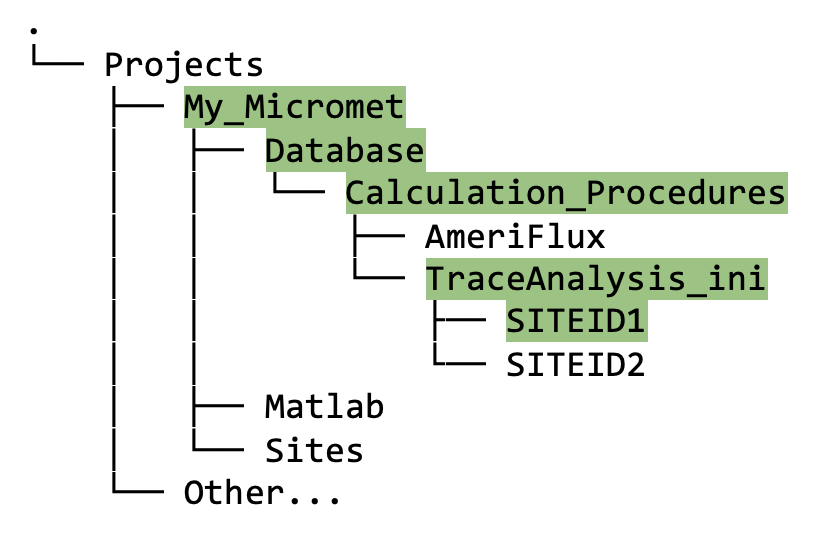 .
└── Projects
├── My_Micromet
├── Database
└── Calculation_Procedures
├── AmeriFlux
└── TraceAnalysis_ini
├── SITEID1
└── SITEID2
├── Matlab
└── Sites
└── Other...